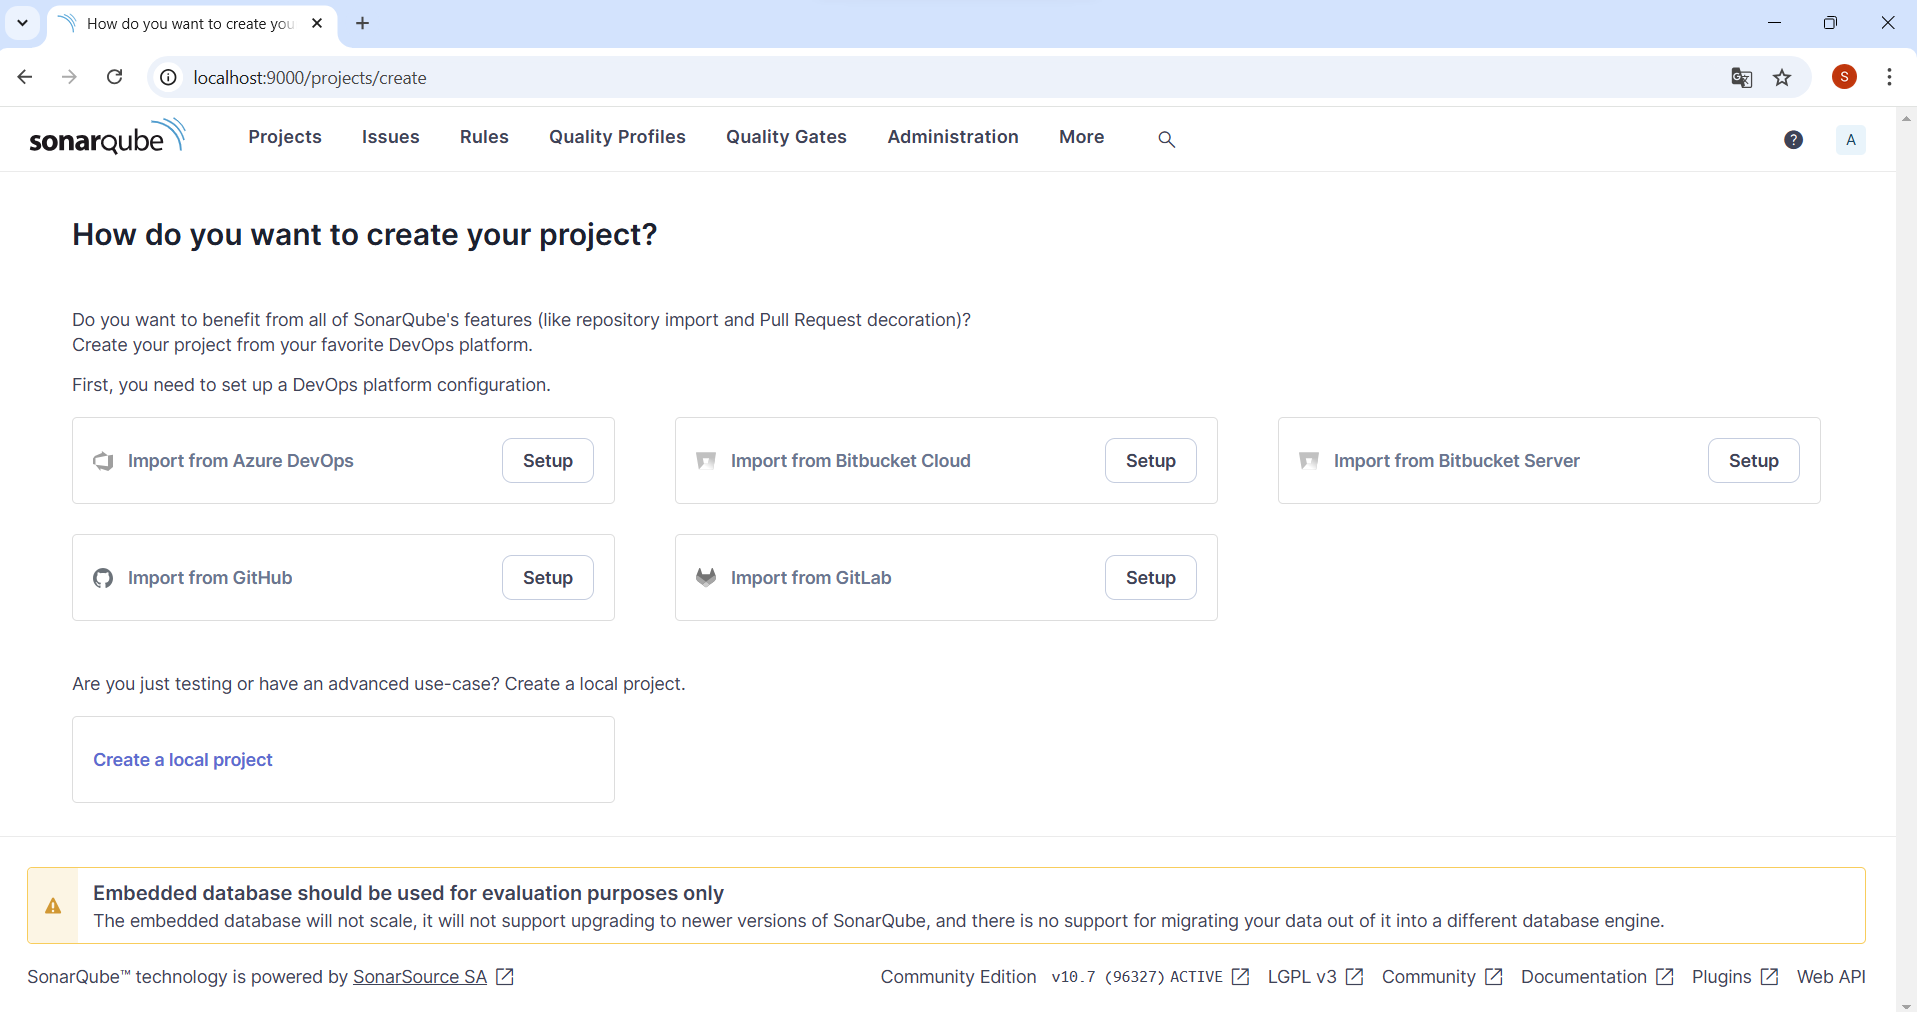 How do you want to create you
localhost:9000/projects/create
S
sonarqube Projects Issues Rules Quality Profiles Quality Gates Administration More ? A
How do you want to create your project?
Do you want to benefit from all of SonarQube's features (like repository import and Pull Request decoration)?
Create your project from your favorite DevOps platform.
First, you need to set up a DevOps platform configuration.
Import from Azure DevOps Setup Import from Bitbucket Cloud Setup Import from Bitbucket Server Setup
Import from GitHub Setup Import from GitLab Setup
Are you just testing or have an advanced use-case? Create a local project.
Create a local project
Embedded database should be used for evaluation purposes only
The embedded database will not scale, it will not support upgrading to newer versions of SonarQube, and there is no support for migrating your data out of it into a different database engine.
SonarQube™ technology is powered by SonarSource SA Community Edition v10.7 (96327) ACTIVE LGPL v3 Community Documentation Plugins Web API